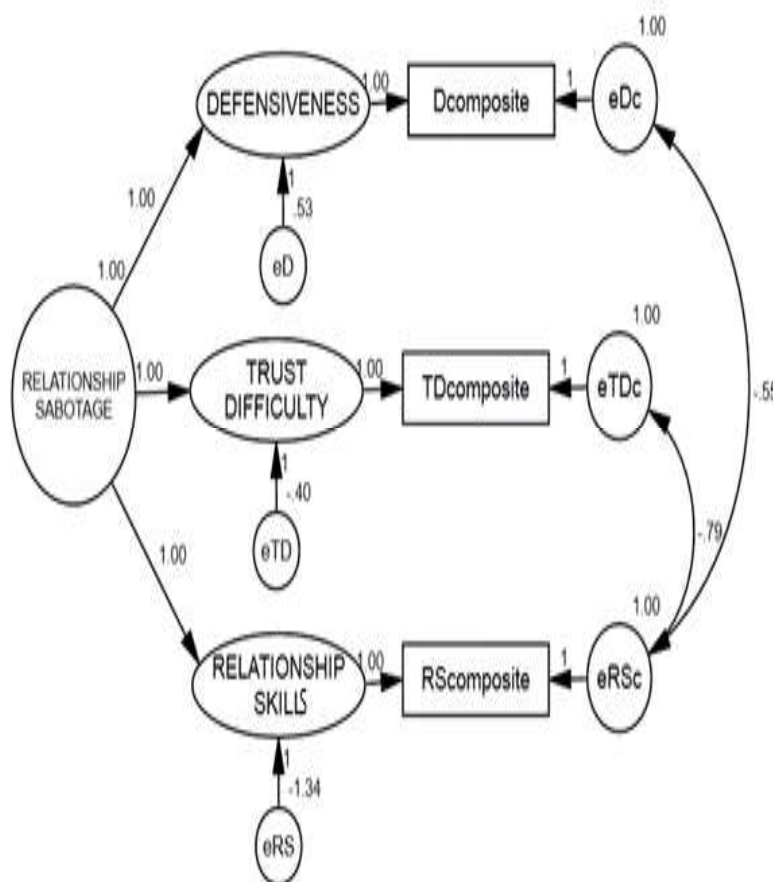 1.00
1.00
DEFENSIVENESS
Dcomposite
1
eDc
1.00
1
.53
1.00
eD
-.55
1.00
RELATIONSHIP
SABOTAGE
1.00
TRUST
DIFFICULTY
1.00
TDcomposite
1
eTDc
1
-.40
eTD
-.79
1.00
1.00
RELATIONSHIP
SKILLS
1.00
RScomposite
1
eRSc
1
-1.34
eRS